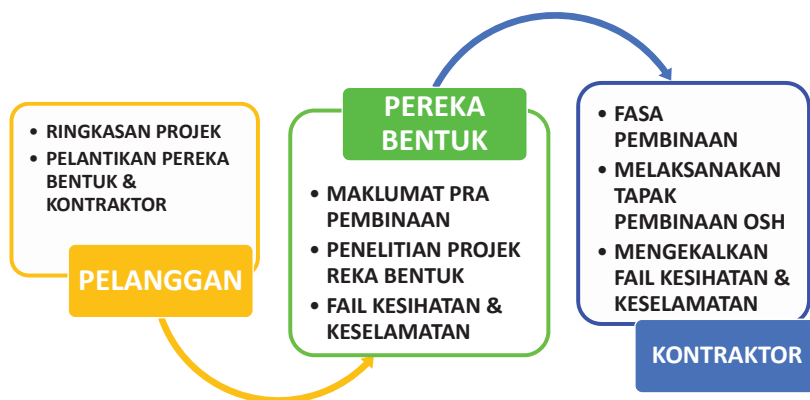 • RINGKASAN PROJEK
• PELANTIKAN PEREKA
BENTUK &
KONTRAKTOR
PELANGGAN
PEREKA
BENTUK
• MAKLUMAT PRA
PEMBINAAN
• PENELITIAN PROJEK
REKA BENTUK
• FAIL KESIHATAN &
KESELAMATAN
• FASA
PEMBINAAN
• MELAKSANAKAN
TAPAK
PEMBINAAN OSH
• MENGEKALKAN
FAIL KESIHATAN &
KESELAMATAN
KONTRAKTOR